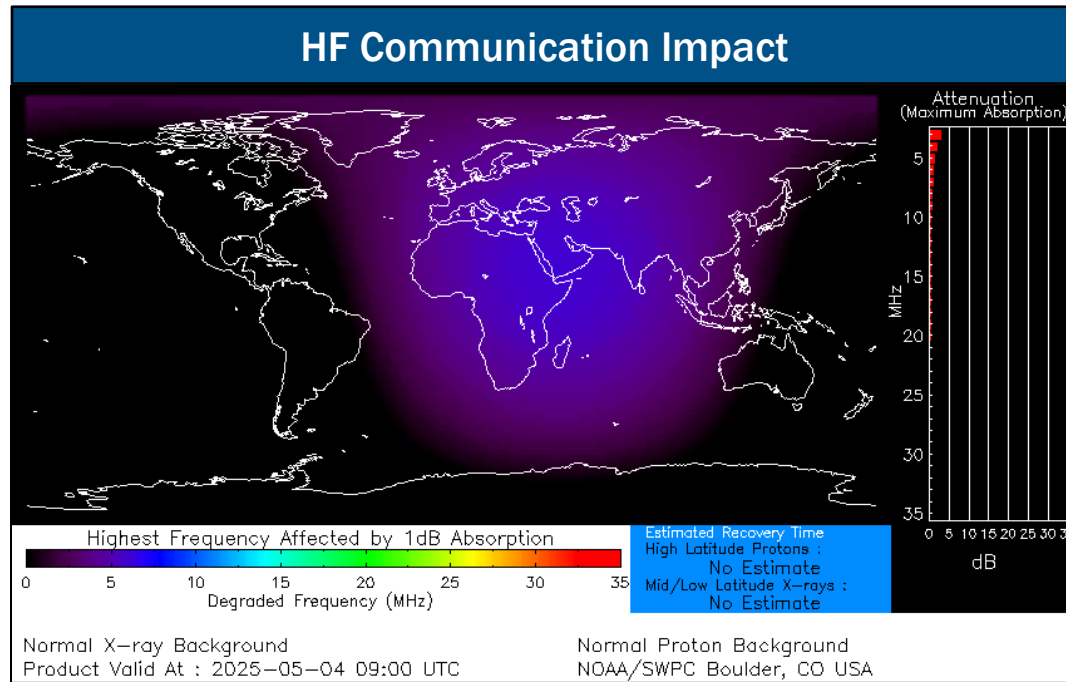 HF Communication Impact
Attenuation
(Maximum Absorption)
5
10
15
20
25
30
35
MHz
0 5 10 15 20 25 30
dB
Highest Frequency Affected by 1dB Absorption
0 5 10 15 20 25 30 35
Degraded Frequency (MHz)
Estimated Recovery Time
High Latitude Protons :
No Estimate
Mid/Low Latitude X-rays :
No Estimate
Normal X-ray Background
Product Valid At : 2025-05-04 09:00 UTC
Normal Proton Background
NOAA/SWPC Boulder, CO USA